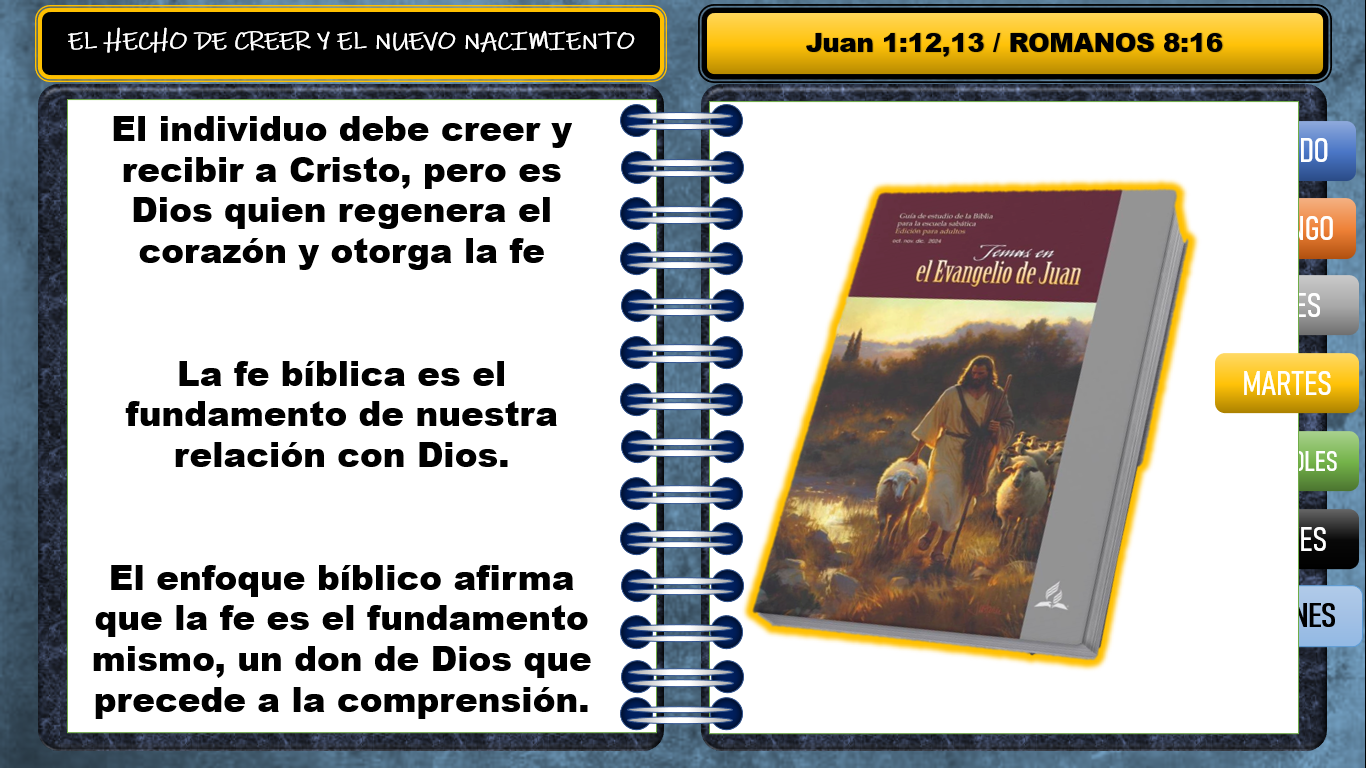 EL HECHO DE CREER Y EL NUEVO NACIMIENTO
Juan 1:12,13 / ROMANOS 8:16
El individuo debe creer y
recibir a Cristo, pero es
Dios quien regenera el
corazón y otorga la fe
La fe bíblica es el
fundamento de nuestra
relación con Dios.
El enfoque bíblico afirma
que la fe es el fundamento
mismo, un don de Dios que
precede a la comprensión.
Guía de estudio de la Biblia
para la escuela sabática
Edición para adultos
oct. nov. dic. 2024
Temas en
el Evangelio de Juan
DO
NGO
ES
MARTES
OLES
ES
NES